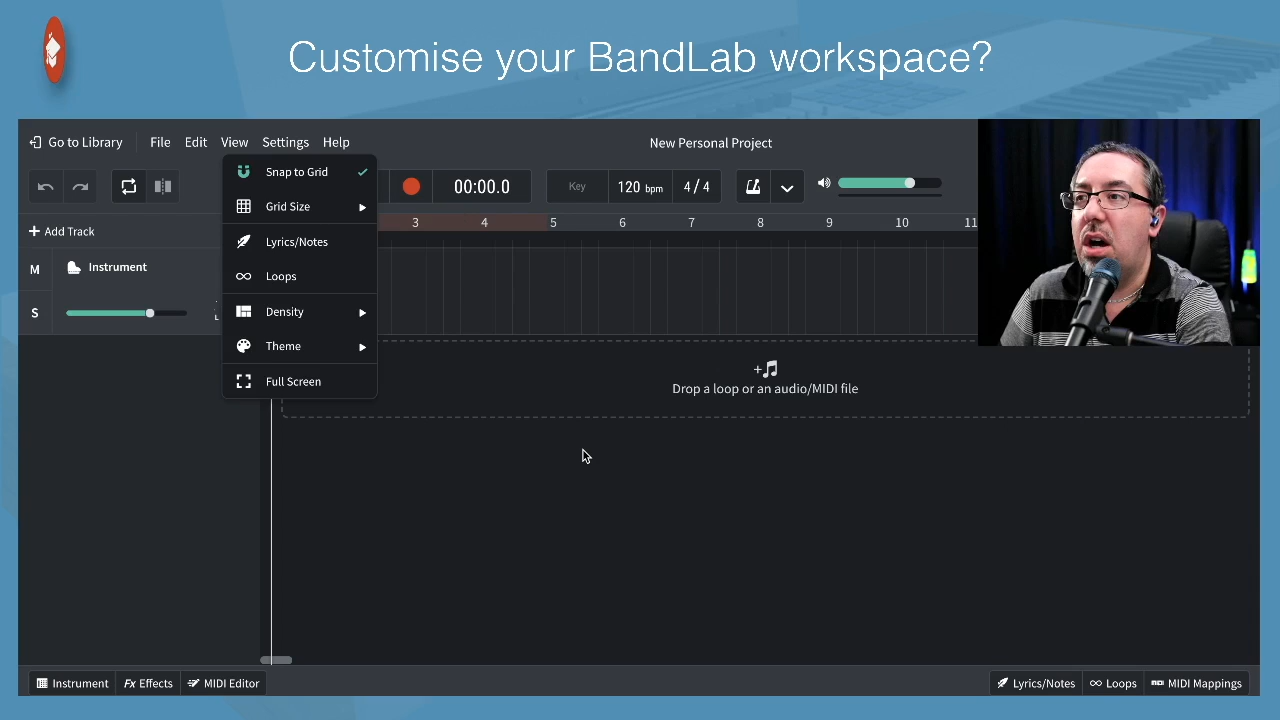 Customise your BandLab workspace?
Go to Library File Edit View Settings Help New Personal Project
00:00.0 Key 120 bpm 4 / 4
Snap to Grid
Grid Size
Lyrics/Notes
Loops
Density
Theme
Full Screen
3 4 5 6 7 8 9 10 11
+ Add Track
M Instrument
S
Drop a loop or an audio/MIDI file
Instrument Fx Effects MIDI Editor Lyrics/Notes Loops MIDI Mappings